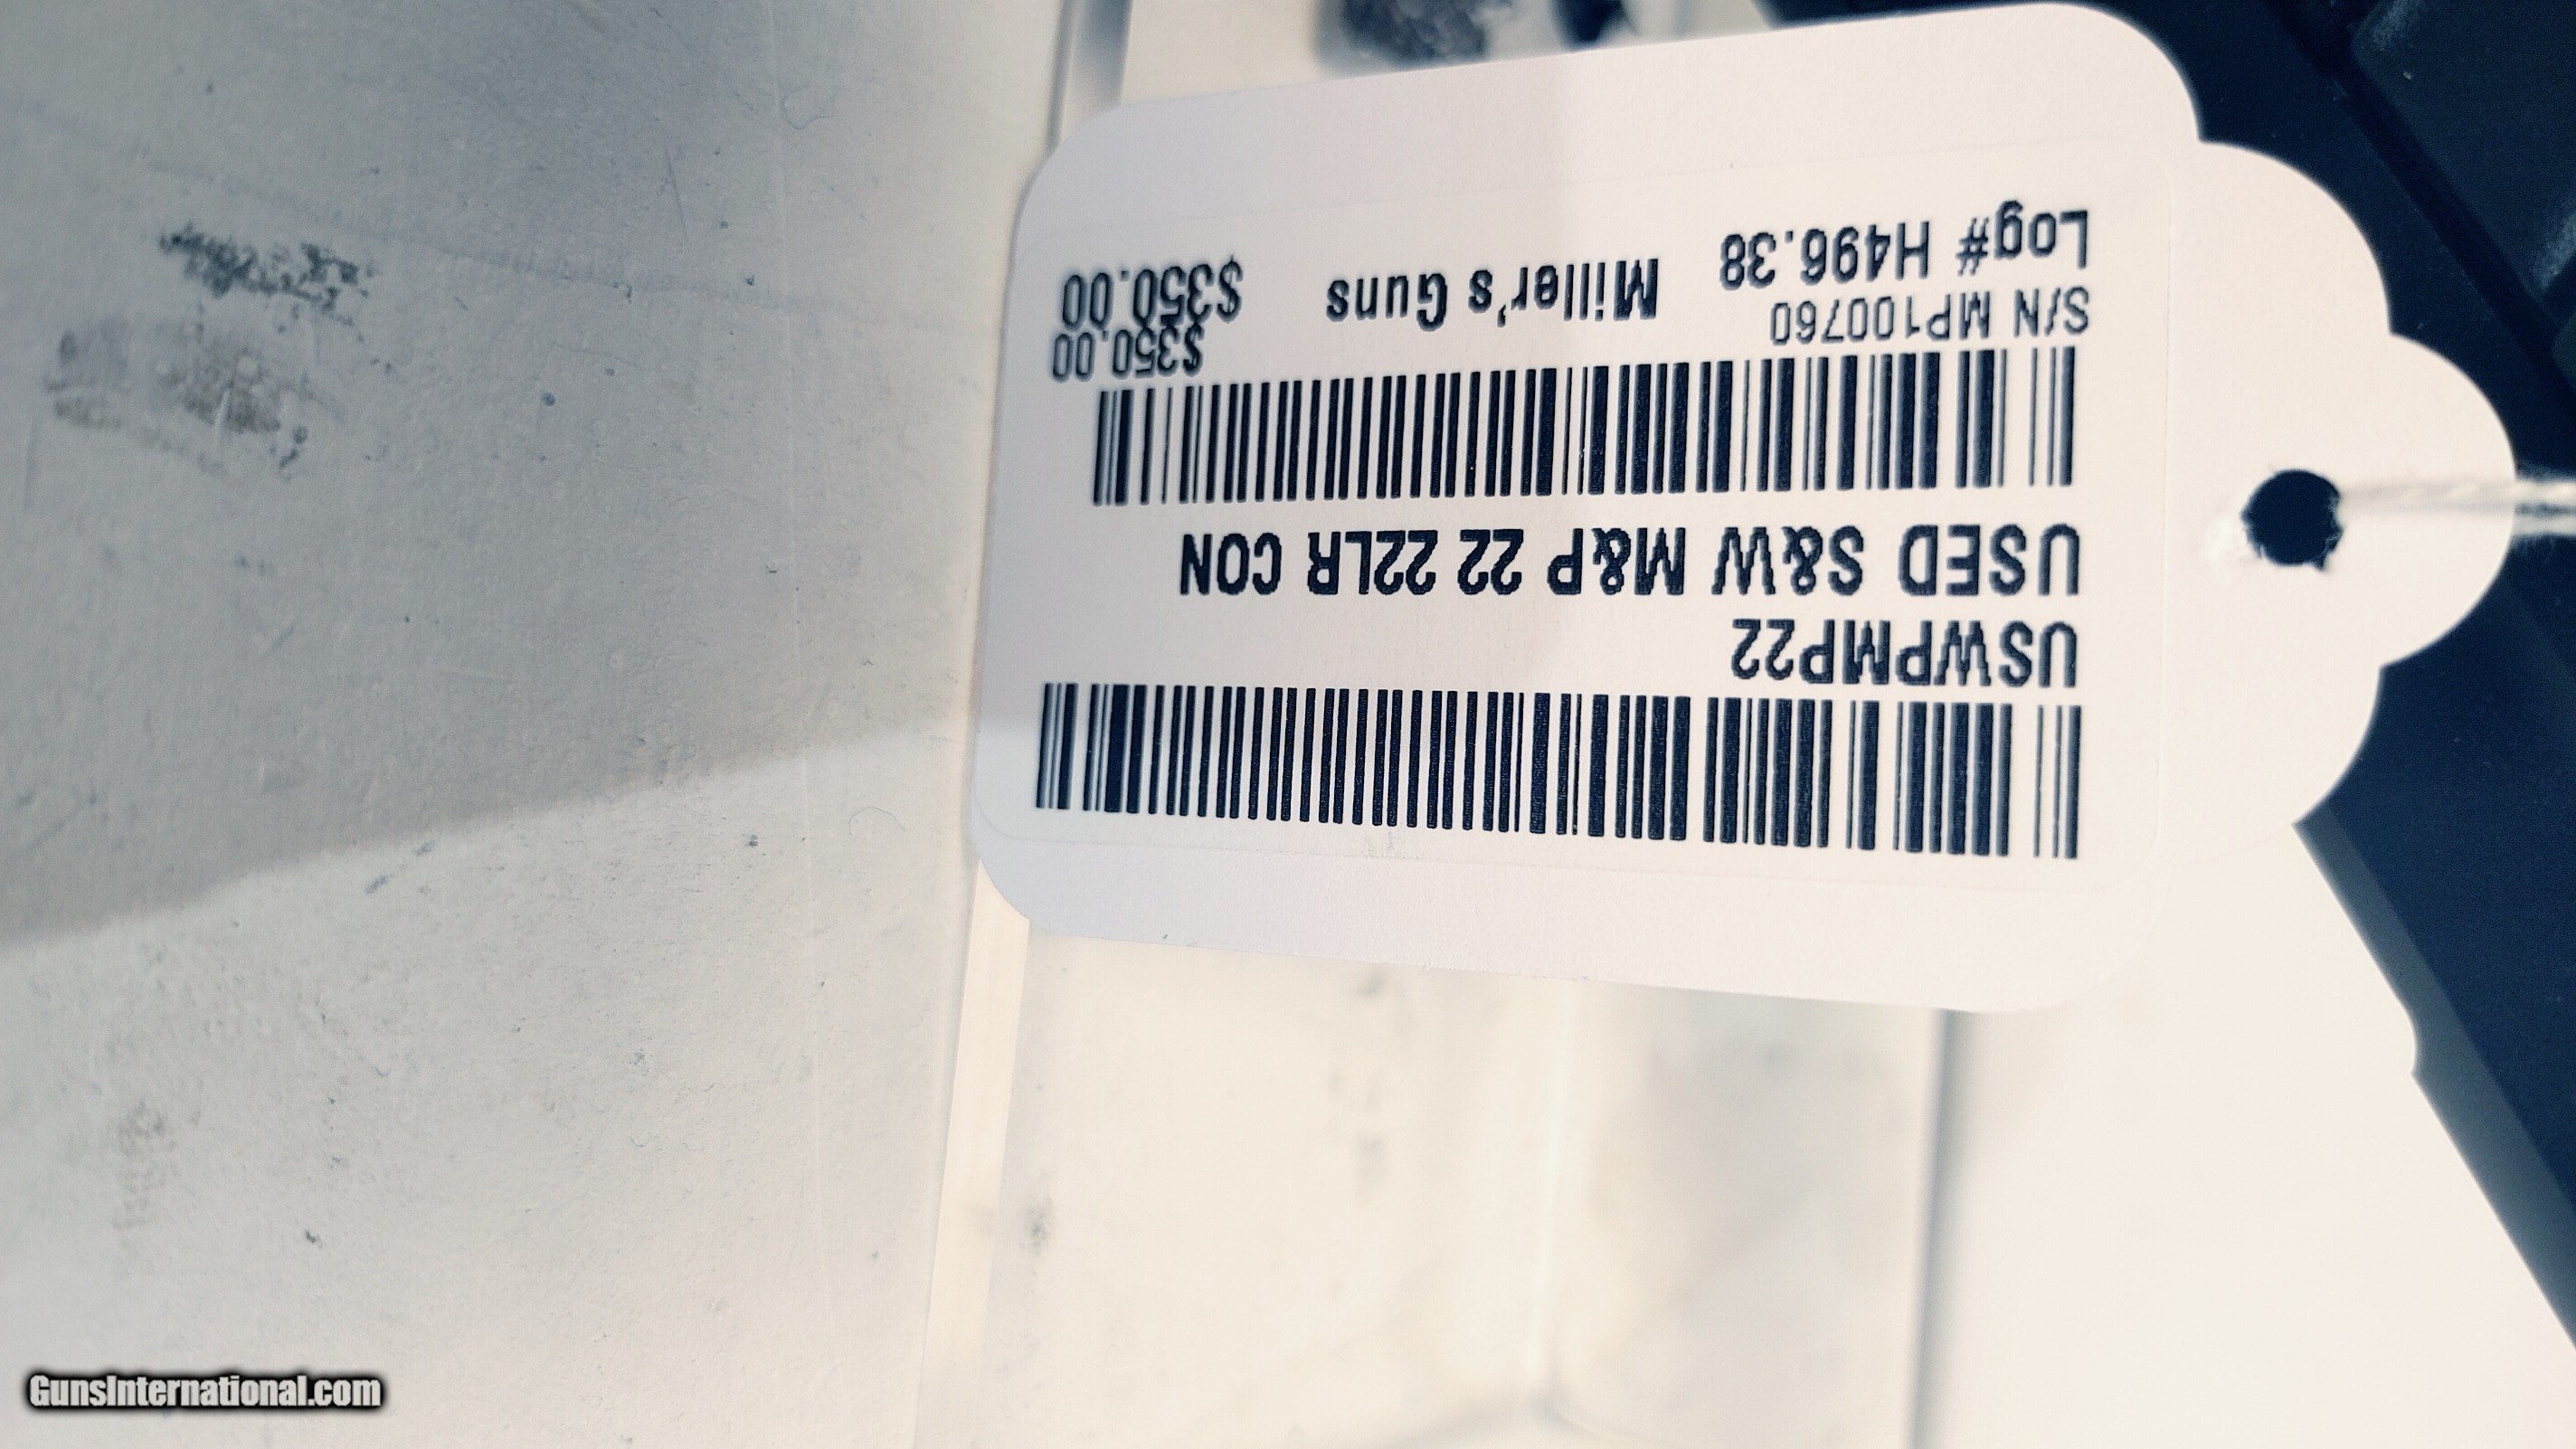 USWPMP22
USED S&W M&P 22 22LR CON
S/N MP100760 $350.00
Log# H496.38 Miller's Guns $350.00
GunsInternational.com